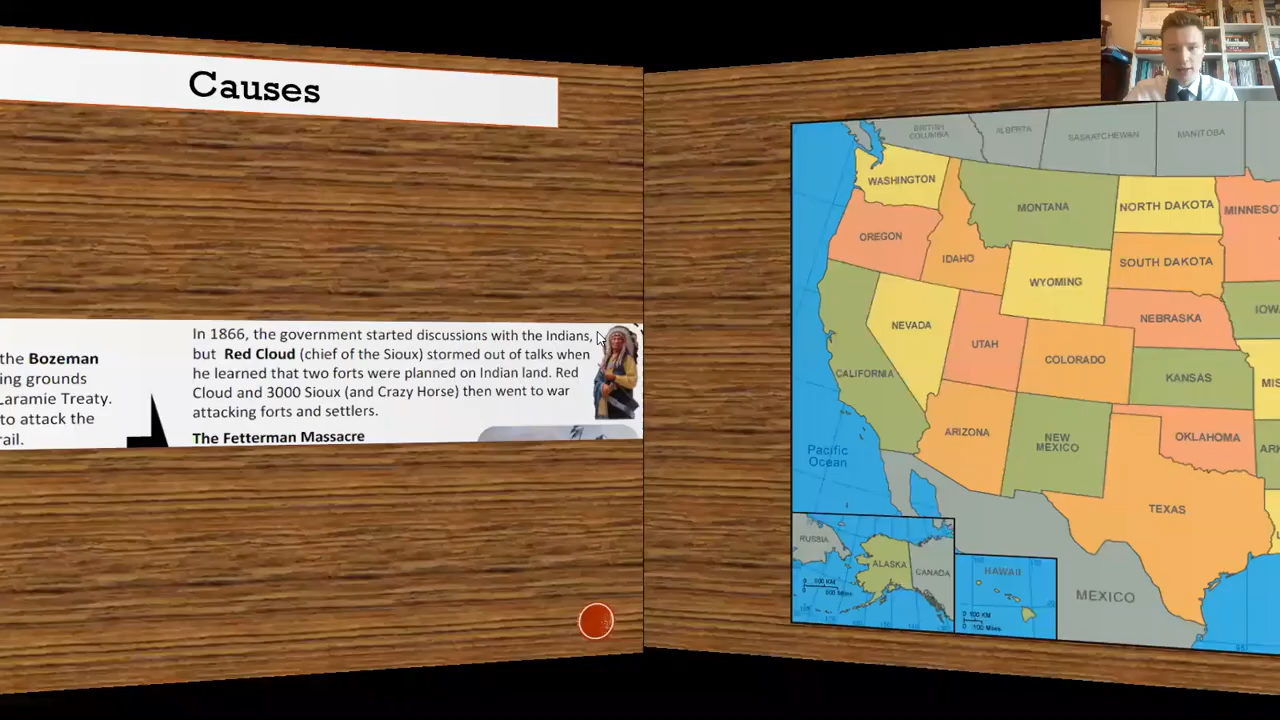 Causes
the Bozeman
ing grounds
Laramie Treaty.
to attack the
rail.
In 1866, the government started discussions with the Indians,
but Red Cloud (chief of the Sioux) stormed out of talks when
he learned that two forts were planned on Indian land. Red
Cloud and 3000 Sioux (and Crazy Horse) then went to war
attacking forts and settlers.
The Fetterman Massacre
BRITISH
COLUMBIA
ALBERTA
SASKATCHEWAN
MANITOBA
WASHINGTON
MONTANA
NORTH DAKOTA
MINNESO
OREGON
IDAHO
SOUTH DAKOTA
WYOMING
IOW
NEBRASKA
NEVADA
UTAH
COLORADO
KANSAS
CALIFORNIA
MIS
ARIZONA
NEW
MEXICO
OKLAHOMA
ARK
Pacific
Ocean
TEXAS
RUSSIA
ALASKA
CANADA
HAWAII
MEXICO